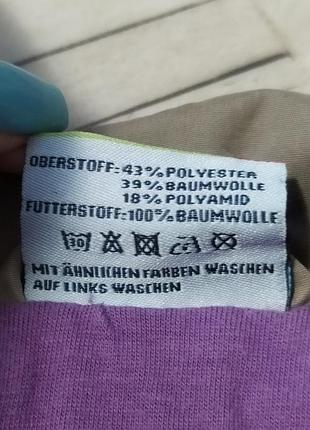 OBERSTOFF: 43% POLYESTER
39% BAUMWOLLE
18% POLYAMID
FUTTERSTOFF: 100% BAUMWOLLE
30
MIT ÄHNLICHEN FARBEN WASCHEN
AUF LINKS WASCHEN